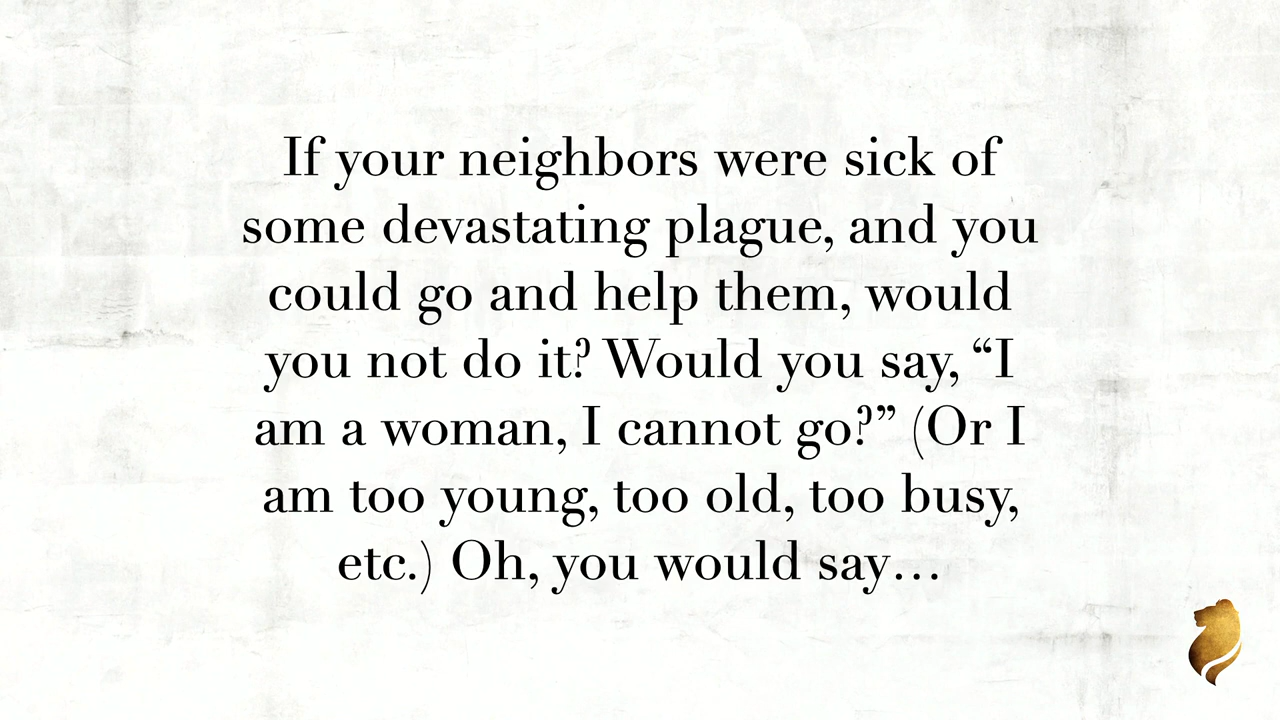 If your neighbors were sick of
some devastating plague, and you
could go and help them, would
you not do it? Would you say, “I
am a woman, I cannot go?” (Or I
am too young, too old, too busy,
etc.) Oh, you would say…